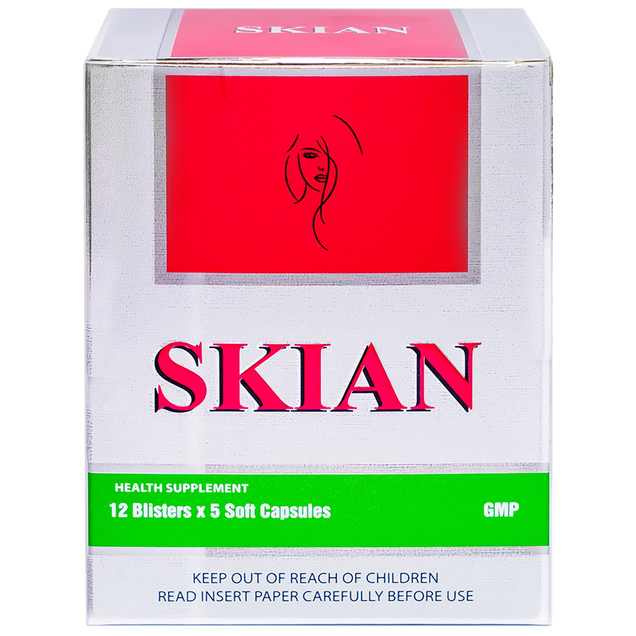 SKIAN
SKIAN
HEALTH SUPPLEMENT
12 Blisters x 5 Soft Capsules
GMP
KEEP OUT OF REACH OF CHILDREN
READ INSERT PAPER CAREFULLY BEFORE USE